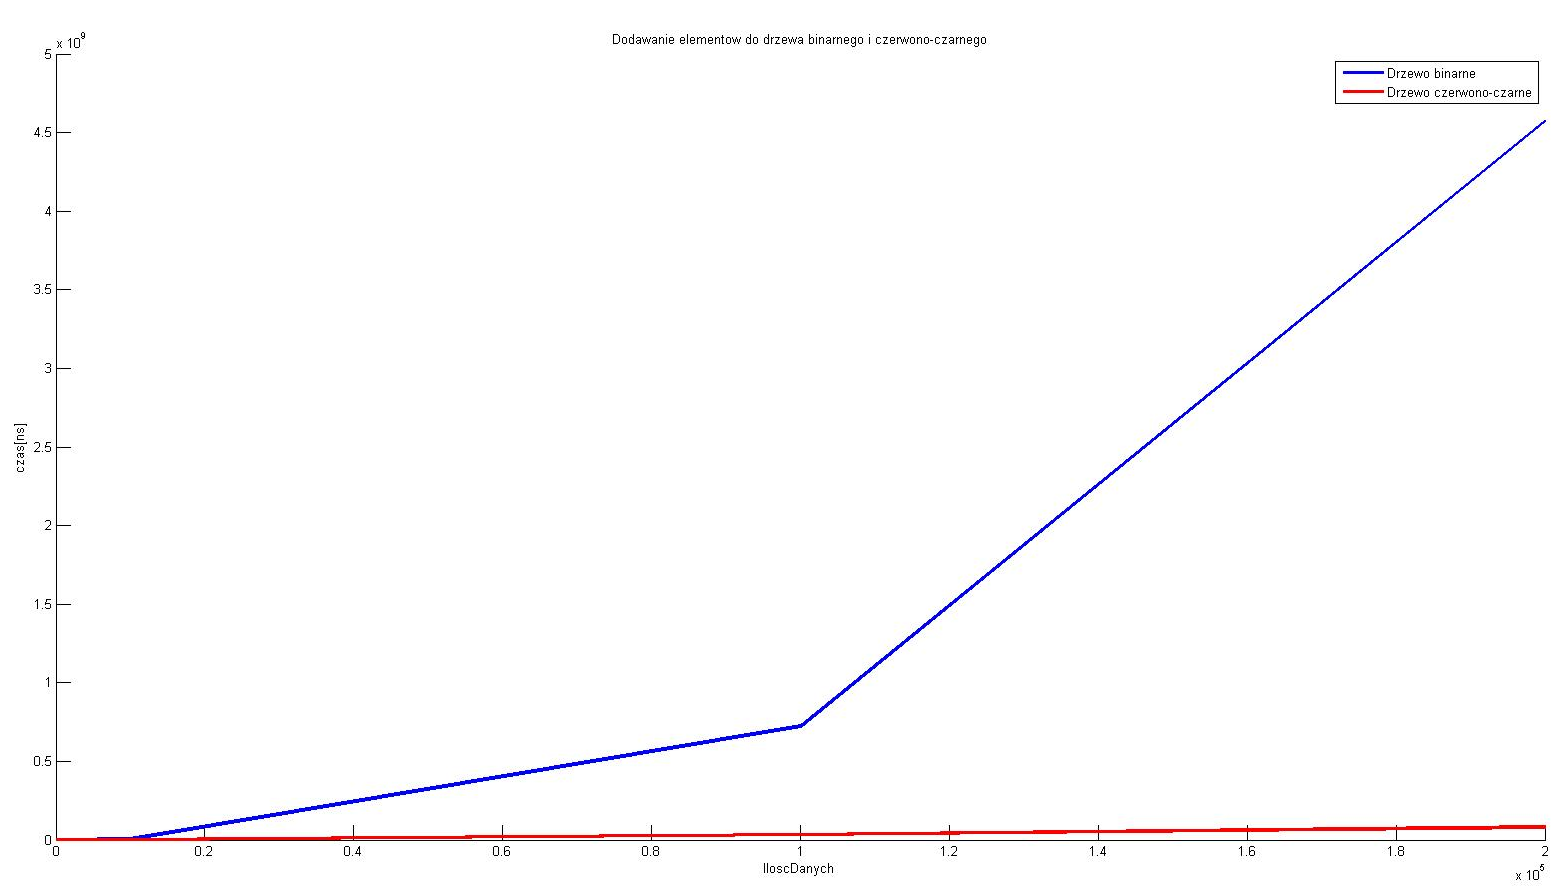 Dodawanie elementow do drzewa binarnego i czerwono-czarnego
x 10^9
5
4.5
4
3.5
3
2.5
2
1.5
1
0.5
0
czas[ns]
Drzewo binarne
Drzewo czerwono-czarne
0 0.2 0.4 0.6 0.8 1 1.2 1.4 1.6 1.8 2
IloscDanych
x 10^5